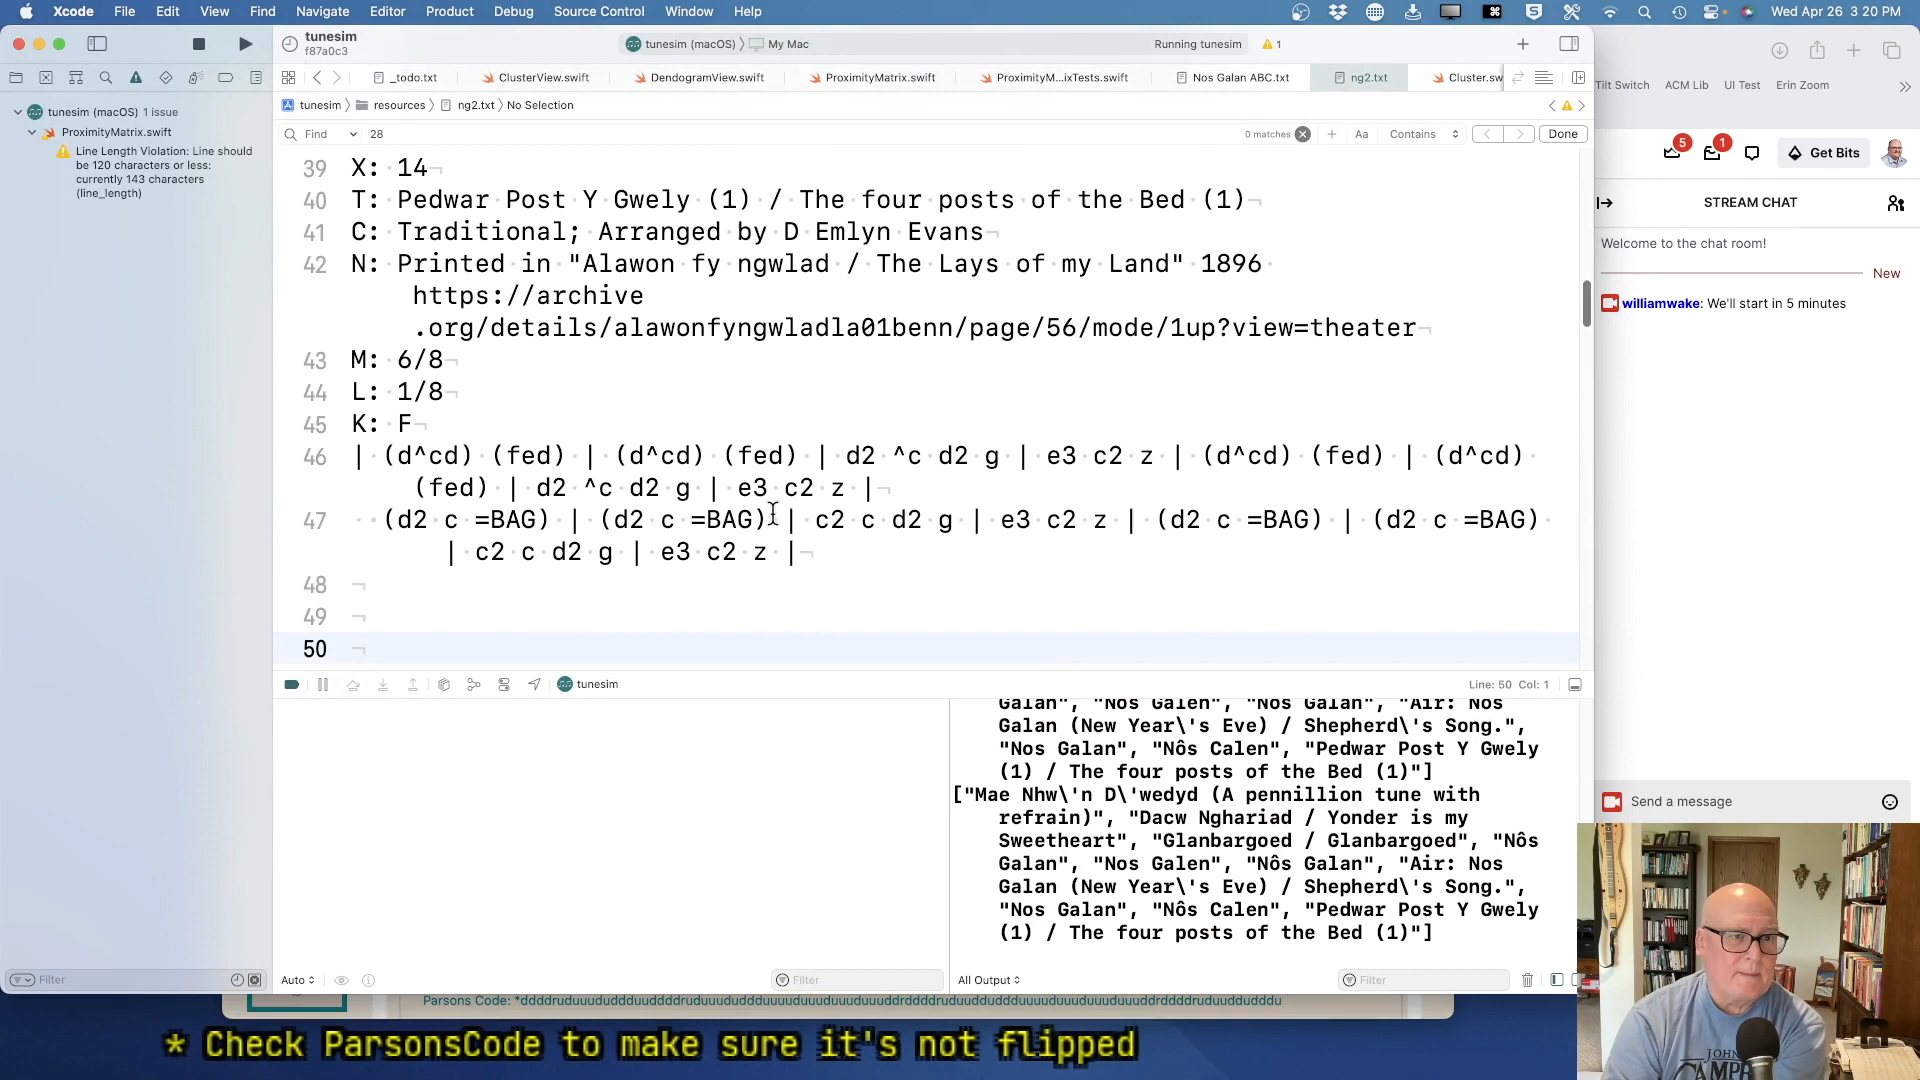 Xcode File Edit View Find Navigate Editor Product Debug Source Control Window Help Wed Apr 26 3 20 PM
tunesim
f87a0c3
tunesim (macOS) My Mac Running tunesim 1
_todo.txt ClusterView.swift DendogramView.swift ProximityMatrix.swift ProximityM...ixTests.swift Nos Galan ABC.txt ng2.txt Cluster.sw
tunesim resources ng2.txt No Selection
Find 28 0 matches Aa Contains Done
tunesim (macOS) 1 issue
ProximityMatrix.swift
Line Length Violation: Line should
be 120 characters or less:
currently 143 characters
(line_length)
39 X: 14
40 T: Pedwar Post Y Gwely (1) / The four posts of the Bed (1)
41 C: Traditional; Arranged by D Emlyn Evans
42 N: Printed in "Alawon fy ngwlad / The Lays of my Land" 1896
https://archive
.org/details/alawonfyngwladla01benn/page/56/mode/1up?view=theater
43 M: 6/8
44 L: 1/8
45 K: F
46 | (d^cd) (fed) | (d^cd) (fed) | d2 ^c d2 g | e3 c2 z | (d^cd) (fed) | (d^cd)
(fed) | d2 ^c d2 g | e3 c2 z |
47 (d2 c =BAG) | (d2 c =BAG) | c2 c d2 g | e3 c2 z | (d2 c =BAG) | (d2 c =BAG)
| c2 c d2 g | e3 c2 z |
48
49
50
tunesim Line: 50 Col: 1
Galan", "Nos Galen", "Nos Galan", "Air: Nos
Galan (New Year\'s Eve) / Shepherd\'s Song.",
"Nos Galan", "Nôs Calen", "Pedwar Post Y Gwely
(1) / The four posts of the Bed (1)"]
["Mae Nhw\'n D\'wedyd (A pennillion tune with
refrain)", "Dacw Nghariad / Yonder is my
Sweetheart", "Glanbargoed / Glanbargoed", "Nôs
Galan", "Nos Galen", "Nôs Galan", "Air: Nos
Galan (New Year\'s Eve) / Shepherd\'s Song.",
"Nos Galan", "Nôs Calen", "Pedwar Post Y Gwely
(1) / The four posts of the Bed (1)"]
Filter Auto Filter All Output Filter
Tilt Switch ACM Lib UI Test Erin Zoom
5 1 Get Bits
STREAM CHAT
Welcome to the chat room!
New
williamwake: We'll start in 5 minutes
Send a message
* Check ParsonsCode to make sure it's not flipped